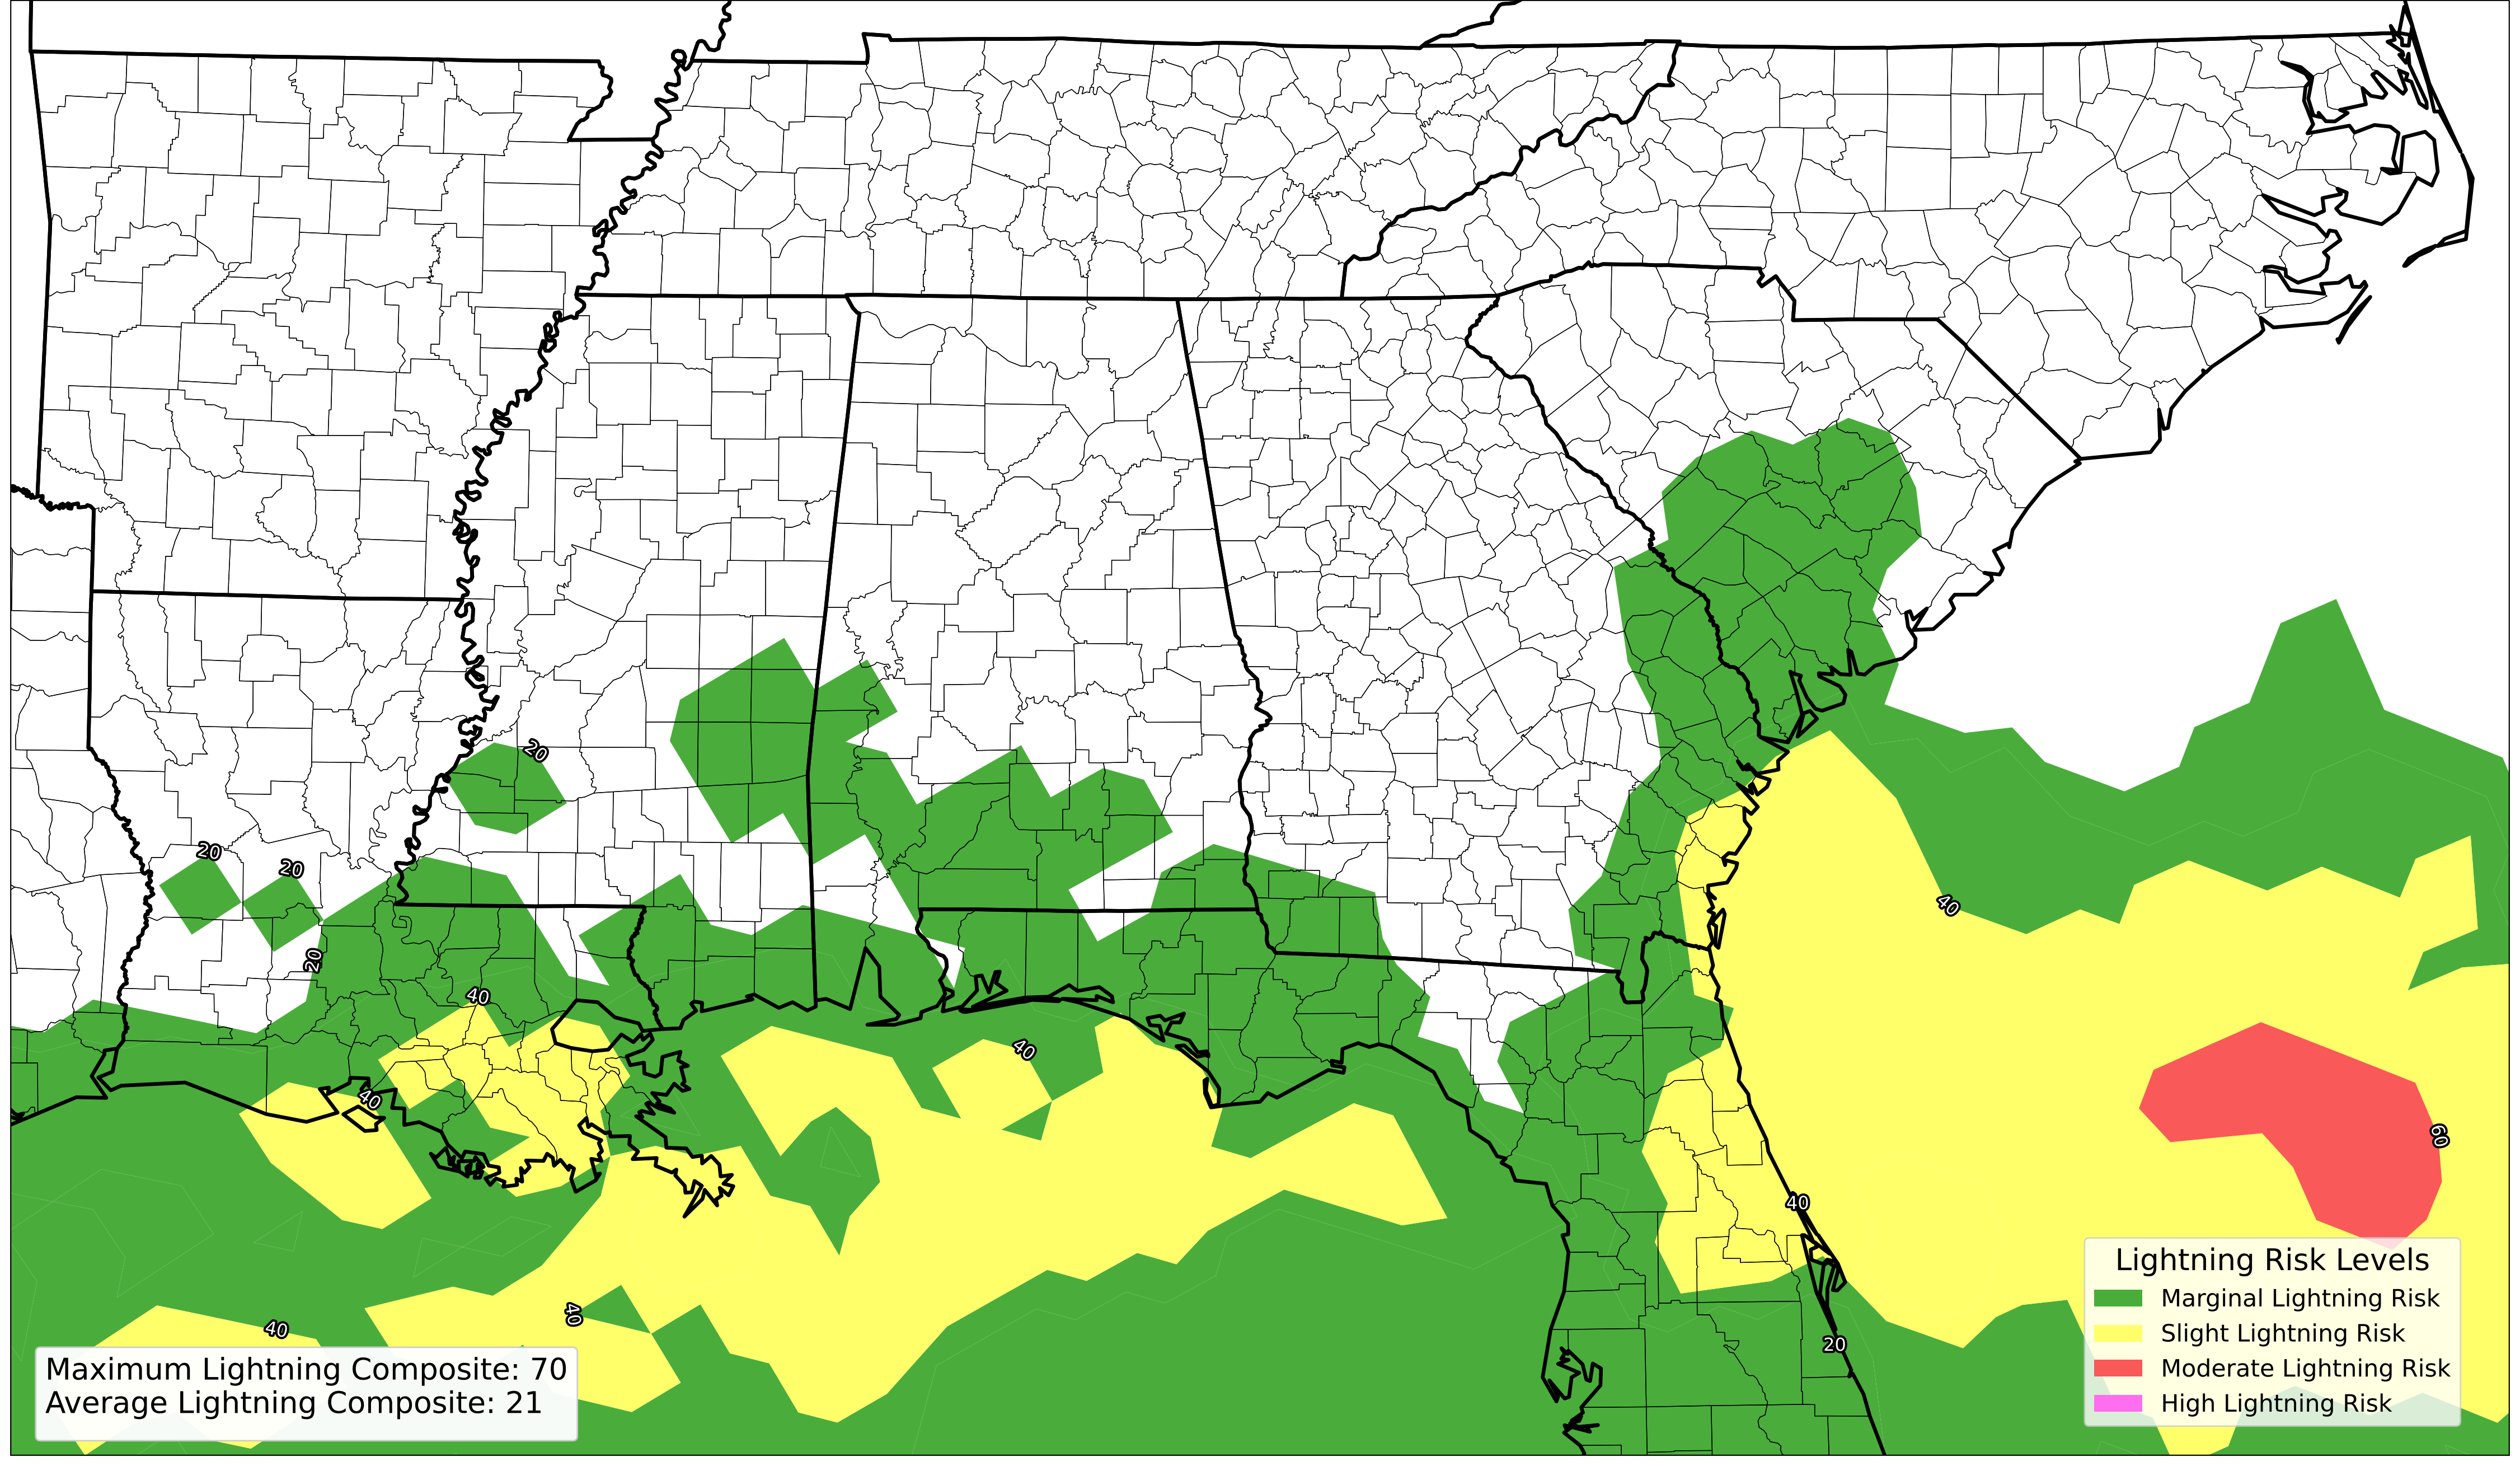 20
20
20
20
40
40
40
40
60
40
40
40
20
Lightning Risk Levels
Marginal Lightning Risk
Slight Lightning Risk
Moderate Lightning Risk
High Lightning Risk
Maximum Lightning Composite: 70
Average Lightning Composite: 21